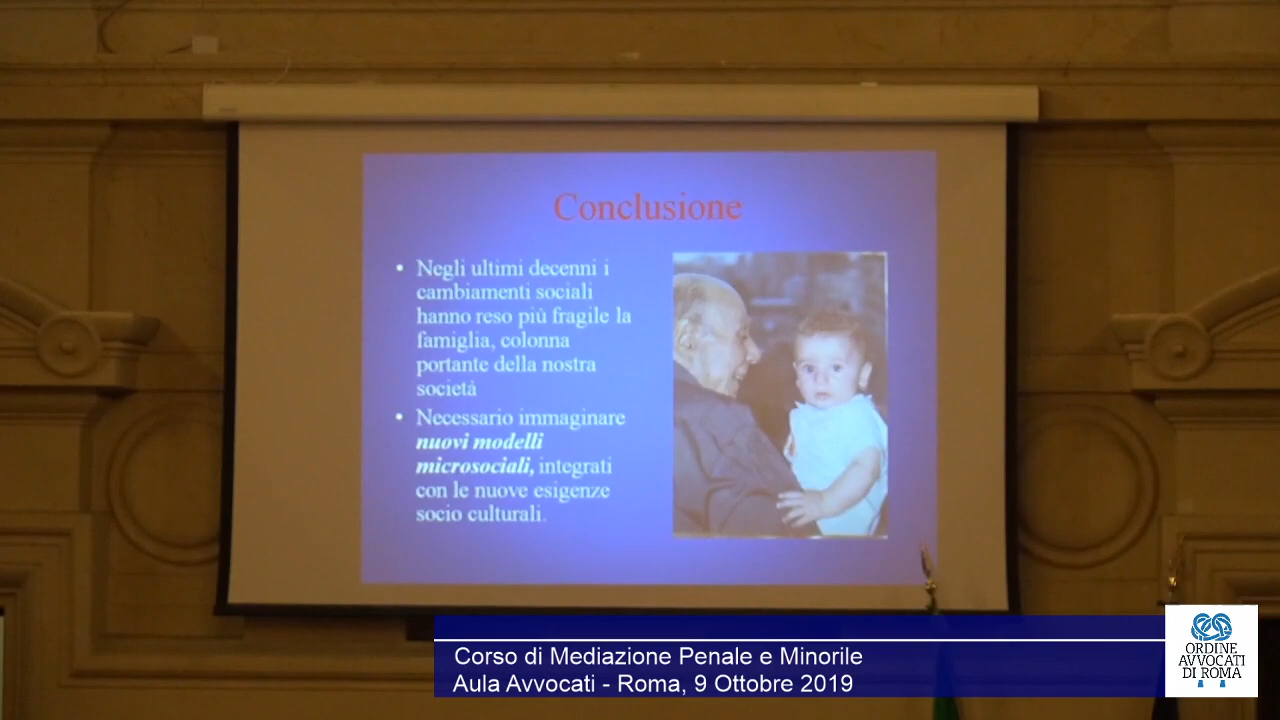 Conclusione
• Negli ultimi decenni i
cambiamenti sociali
hanno reso più fragile la
famiglia, colonna
portante della nostra
società
• Necessario immaginare
nuovi modelli
microsociali, integrati
con le nuove esigenze
socio culturali.
Corso di Mediazione Penale e Minorile
Aula Avvocati - Roma, 9 Ottobre 2019
ORDINE
AVVOCATI
DI ROMA